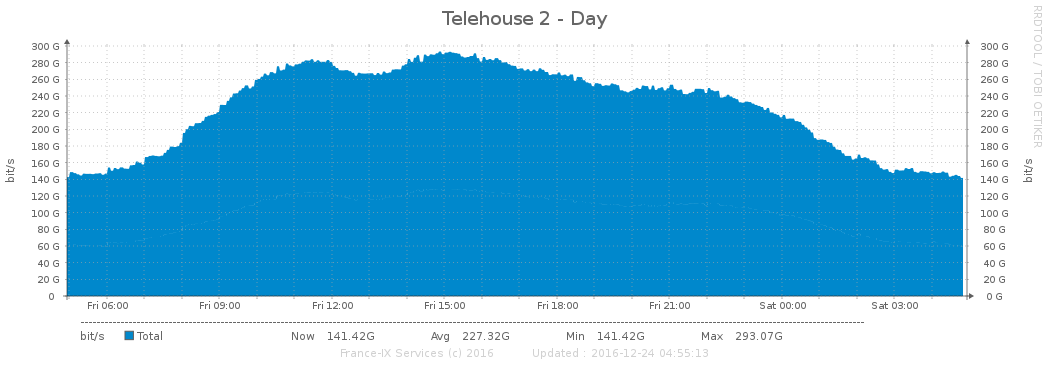 Telehouse 2 - Day
RRDTOOL / TOBI OETIKER
bit/s
300 G
280 G
260 G
240 G
220 G
200 G
180 G
160 G
140 G
120 G
100 G
80 G
60 G
40 G
20 G
0
300 G
280 G
260 G
240 G
220 G
200 G
180 G
160 G
140 G
120 G
100 G
80 G
60 G
40 G
20 G
0 G
bit/s
Fri 06:00 Fri 09:00 Fri 12:00 Fri 15:00 Fri 18:00 Fri 21:00 Sat 00:00 Sat 03:00
bit/s Total Now 141.42G Avg 227.32G Min 141.42G Max 293.07G
France-IX Services (c) 2016 Updated : 2016-12-24 04:55:13